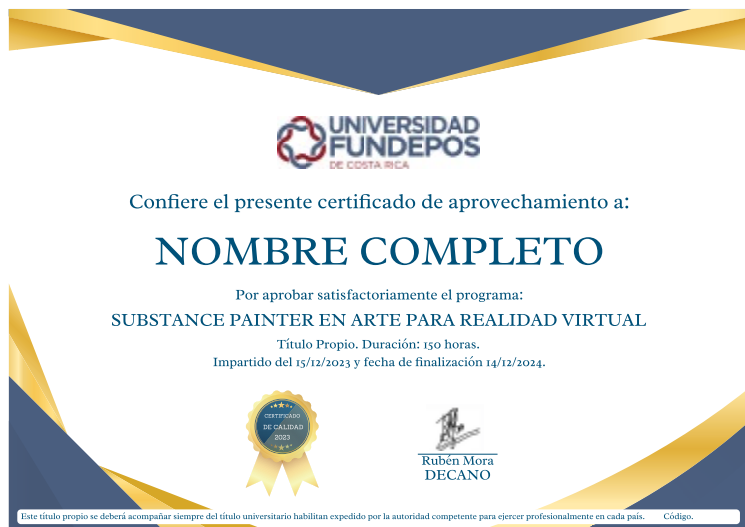 UNIVERSIDAD
FUNDEPOS
DE COSTA RICA
Confiere el presente certificado de aprovechamiento a:
NOMBRE COMPLETO
Por aprobar satisfactoriamente el programa:
SUBSTANCE PAINTER EN ARTE PARA REALIDAD VIRTUAL
Título Propio. Duración: 150 horas.
Impartido del 15/12/2023 y fecha de finalización 14/12/2024.
CERTIFICADO
DE CALIDAD
2023
Rubén Mora
DECANO
Este título propio se deberá acompañar siempre del título universitario habilitan expedido por la autoridad competente para ejercer profesionalmente en cada país. Código.